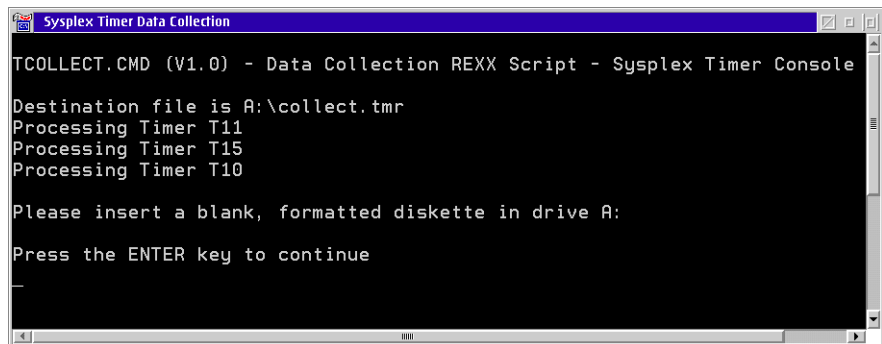 Sysplex Timer Data Collection
TCOLLECT.CMD (V1.0) - Data Collection REXX Script - Sysplex Timer Console
Destination file is A:\collect.tmr
Processing Timer T11
Processing Timer T15
Processing Timer T10
Please insert a blank, formatted diskette in drive A:
Press the ENTER key to continue
_